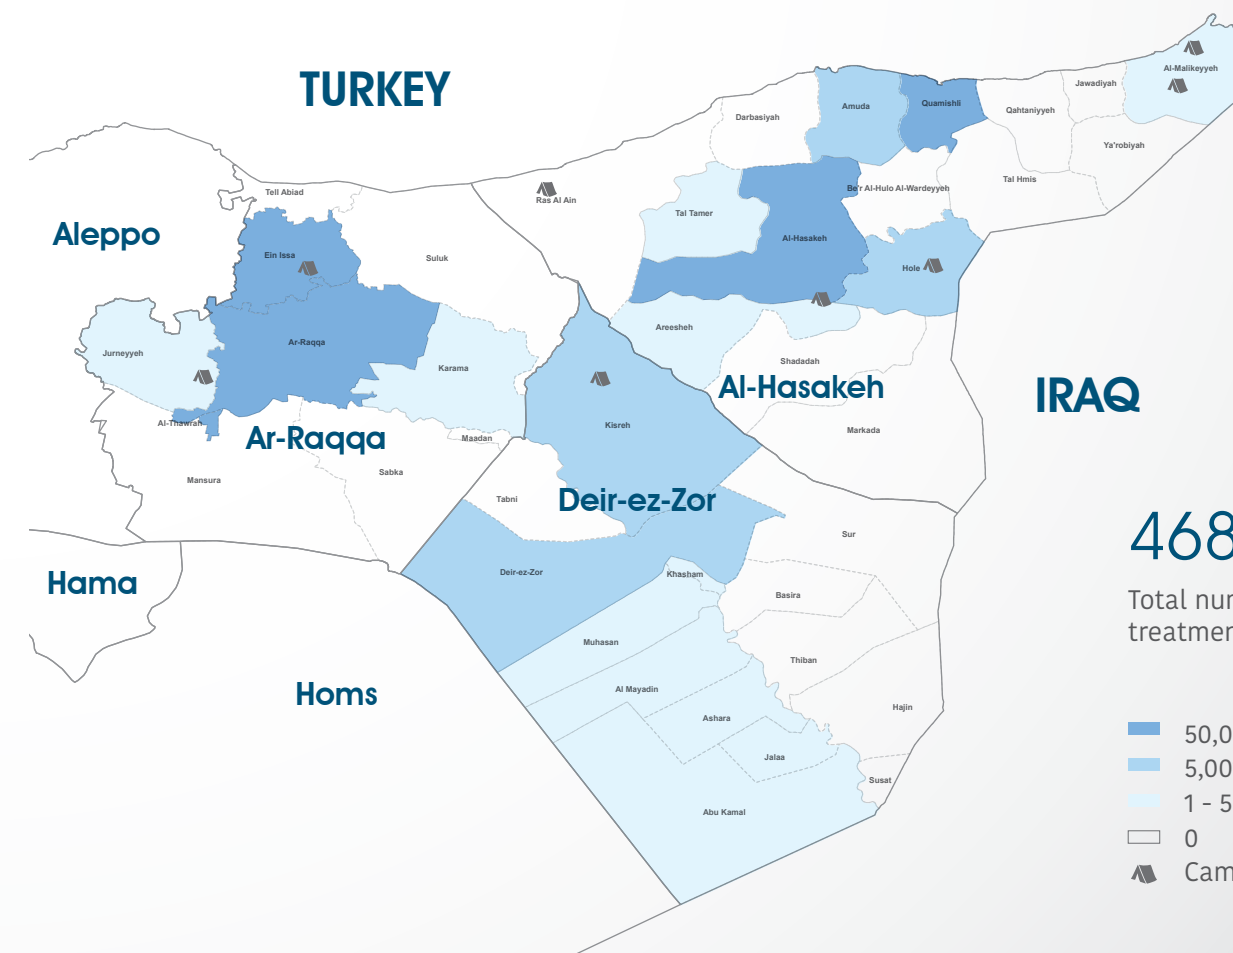 TURKEY
Al-Malikeyyeh
Jawadiyah
Quamishli
Amuda
Qahtaniyyeh
Darbasiyah
Ya'robiyah
Tal Hmis
Be'r Al-Hulo Al-Wardeyyeh
Tell Abiad
Ras Al Ain
Tal Tamer
Aleppo
Al-Hasakeh
Ein Issa
Suluk
Hole
Areesheh
Ar-Raqqa
Jurneyyeh
Shadadah
Karama
Al-Hasakeh
IRAQ
Al-Thawrah
Kisreh
Markada
Ar-Raqqa
Maadan
Sabka
Mansura
Tabni
Deir-ez-Zor
Sur
468
Deir-ez-Zor
Khasham
Hama
Basira
Total
treatmen
Muhasan
Thiban
Al Mayadin
Homs
Hajin
Ashara
Jalaa
Susat
Abu Kamal
50,0
5,00
1 - 5
0
Cam